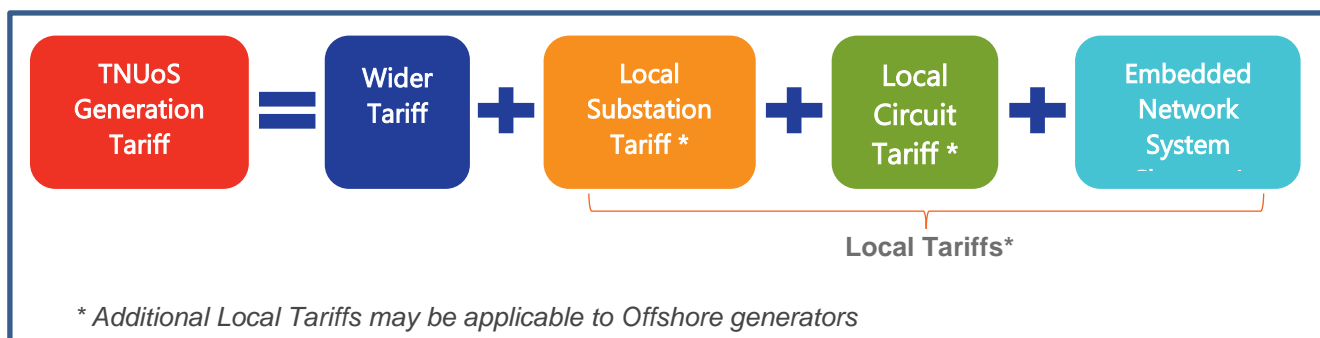 TNUoS
Generation
Tariff
=
Wider
Tariff
+
Local
Substation
Tariff *
+
Local
Circuit
Tariff *
+
Embedded
Network
System
Local Tariffs*
* Additional Local Tariffs may be applicable to Offshore generators